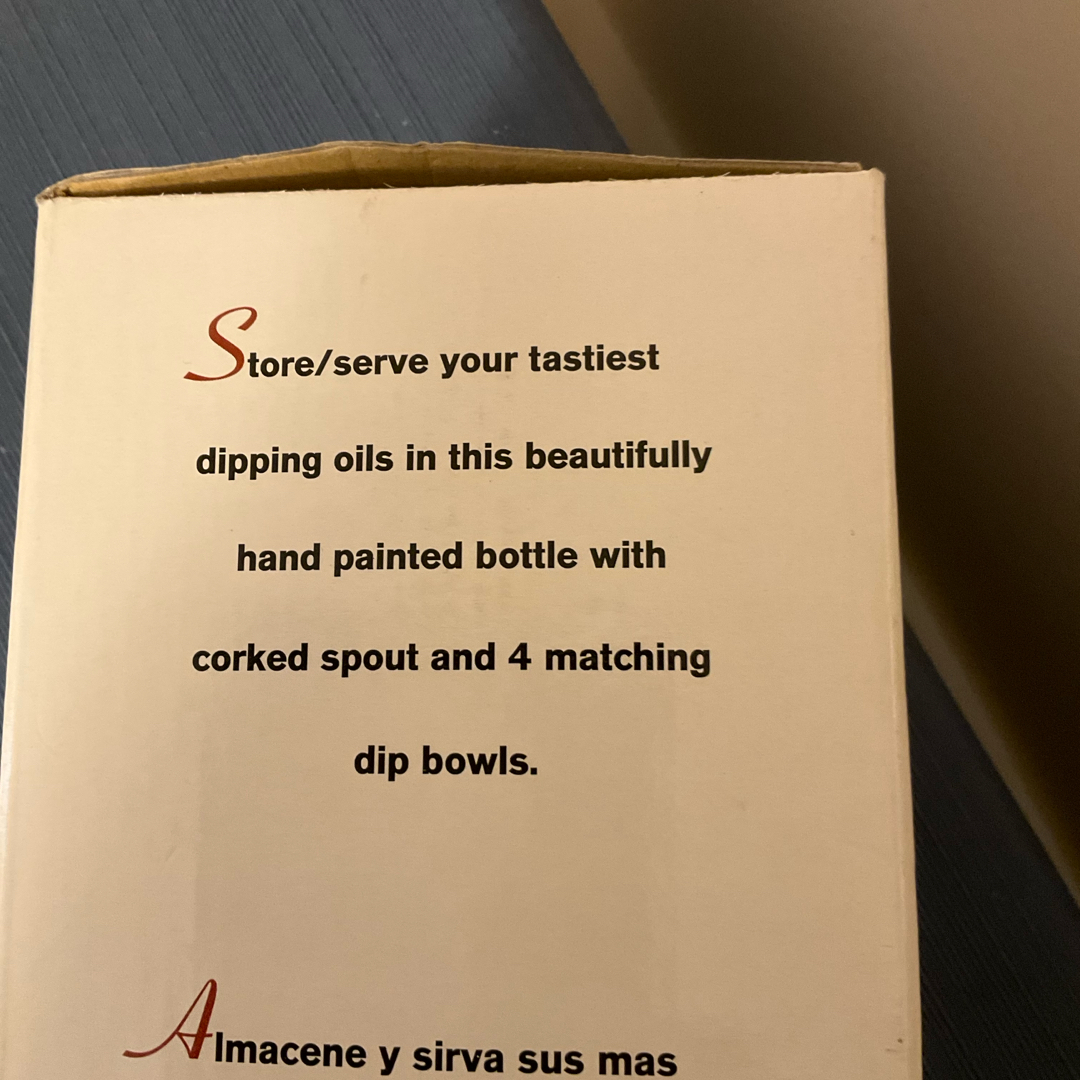 Store/serve your tastiest
dipping oils in this beautifully
hand painted bottle with
corked spout and 4 matching
dip bowls.
Almacene y sirva sus mas